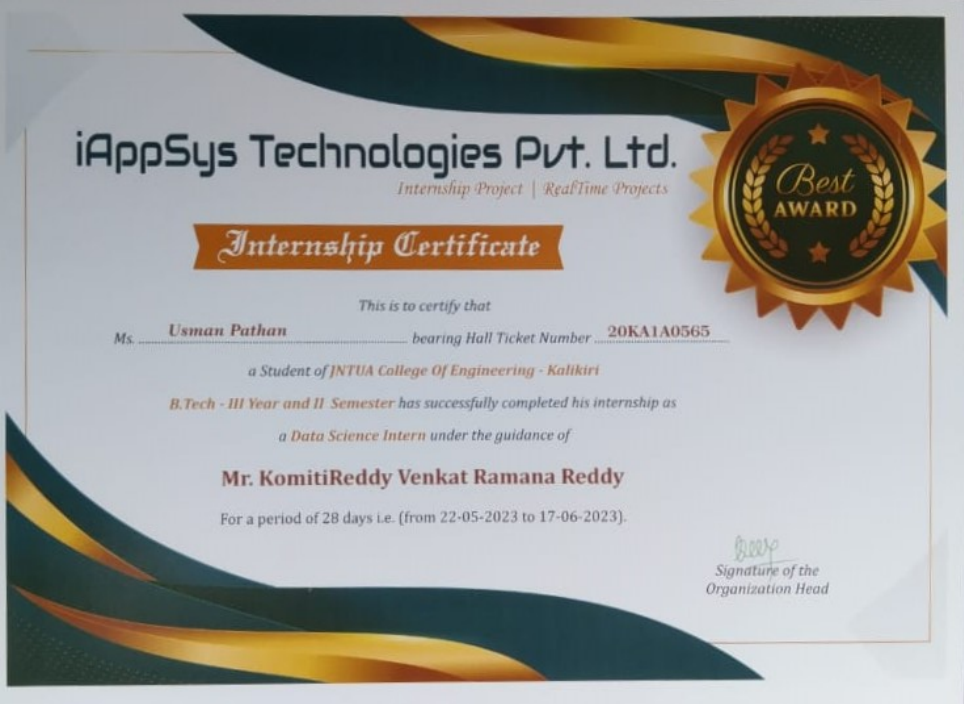 iAppSys Technologies Pvt. Ltd.
Internship Project | RealTime Projects
Best
AWARD
Internship Certificate
This is to certify that
Ms. Usman Pathan bearing Hall Ticket Number 20KA1A0565
a Student of JNTUA College Of Engineering - Kalikiri
B.Tech - III Year and II Semester has successfully completed his internship as
a Data Science Intern under the guidance of
Mr. KomitiReddy Venkat Ramana Reddy
For a period of 28 days i.e. (from 22-05-2023 to 17-06-2023).
Signature of the
Organization Head